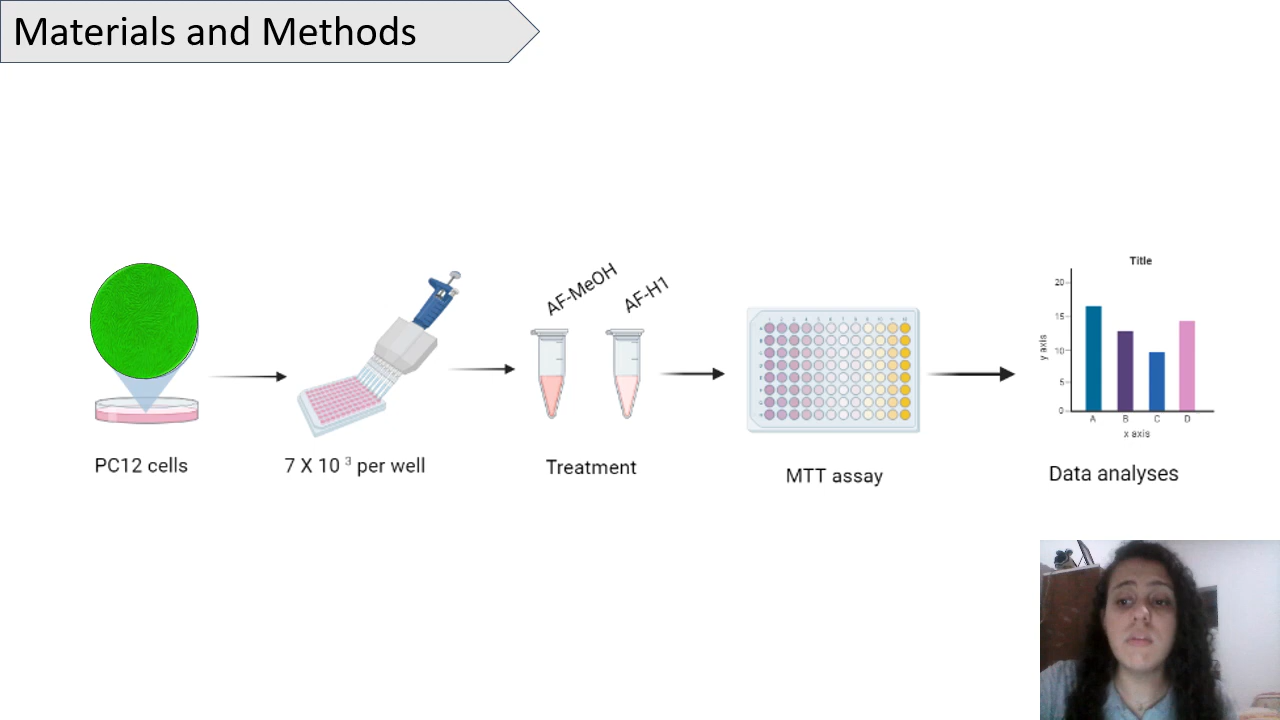 Materials and Methods
AF-MeOH
AF-H1
Title
20
15
10
5
0
y axis
A B C D
x axis
PC12 cells
7 X 10 ³ per well
Treatment
MTT assay
Data analyses